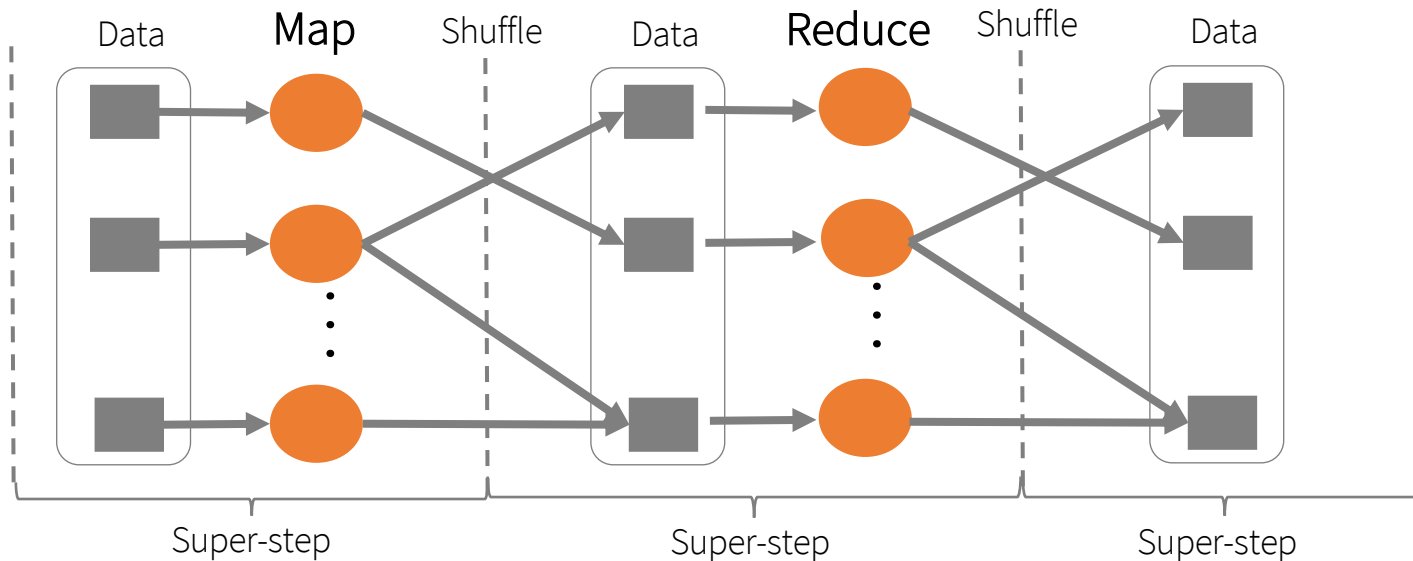 Data
Map
Shuffle
Data
Reduce
Shuffle
Data
Super-step
Super-step
Super-step